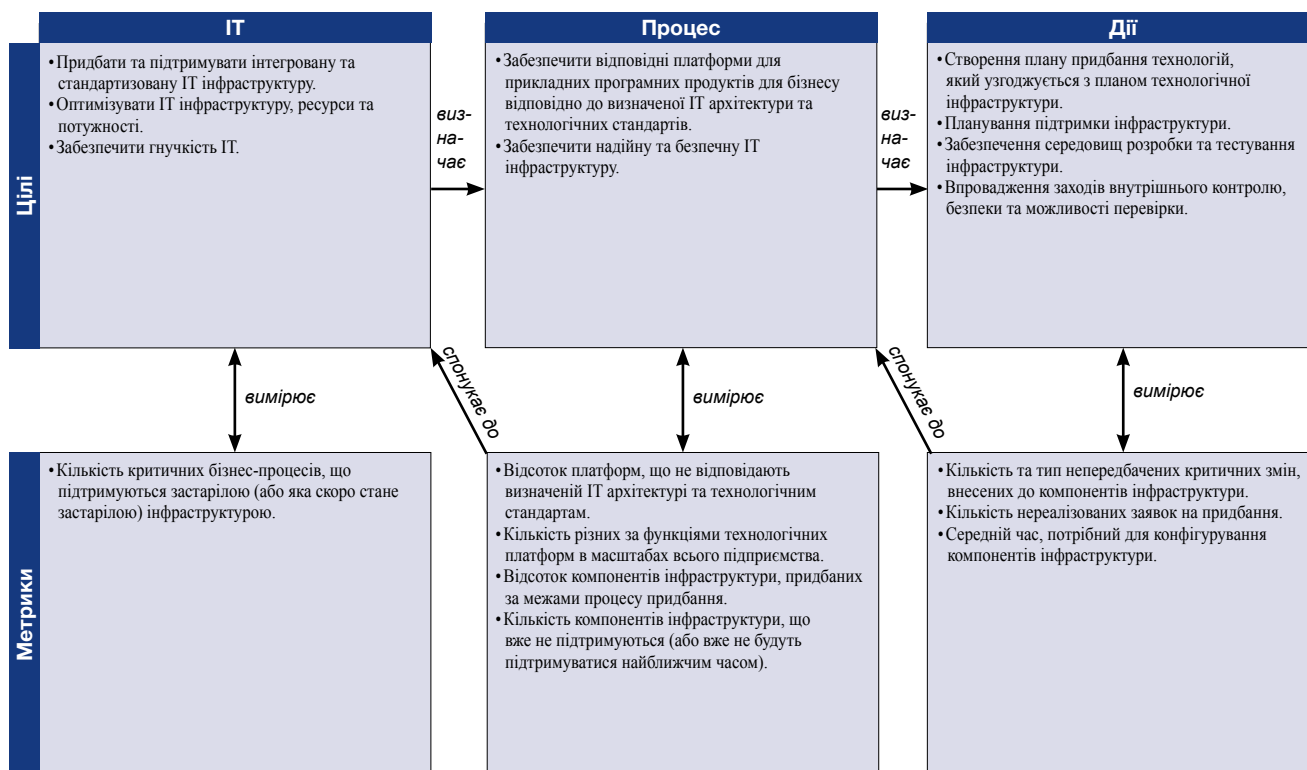 ІТ
Процес
Дії
Цілі
•Придбати та підтримувати інтегровану та
стандартизовану ІТ інфраструктуру.
•Оптимізувати ІТ інфраструктуру, ресурси та
потужності.
•Забезпечити гнучкість ІТ.
виз-
на-
чає
•Забезпечити відповідні платформи для
прикладних програмних продуктів для бізнесу
відповідно до визначеної ІТ архітектури та
технологічних стандартів.
•Забезпечити надійну та безпечну ІТ
інфраструктуру.
виз-
на-
чає
•Створення плану придбання технологій,
який узгоджується з планом технологічної
інфраструктури.
•Планування підтримки інфраструктури.
•Забезпечення середовищ розробки та тестування
інфраструктури.
•Впровадження заходів внутрішнього контролю,
безпеки та можливості перевірки.
вимірює
спонукає до
вимірює
спонукає до
вимірює
Метрики
•Кількість критичних бізнес-процесів, що
підтримуються застарілою (або яка скоро стане
застарілою) інфраструктурою.
•Відсоток платформ, що не відповідають
визначеній ІТ архітектурі та технологічним
стандартам.
•Кількість різних за функціями технологічних
платформ в масштабах всього підприємства.
•Відсоток компонентів інфраструктури, придбаних
за межами процесу придбання.
•Кількість компонентів інфраструктури, що
вже не підтримуються (або вже не будуть
підтримуватися найближчим часом).
•Кількість та тип непередбачених критичних змін,
внесених до компонентів інфраструктури.
•Кількість нереалізованих заявок на придбання.
•Середній час, потрібний для конфігурування
компонентів інфраструктури.